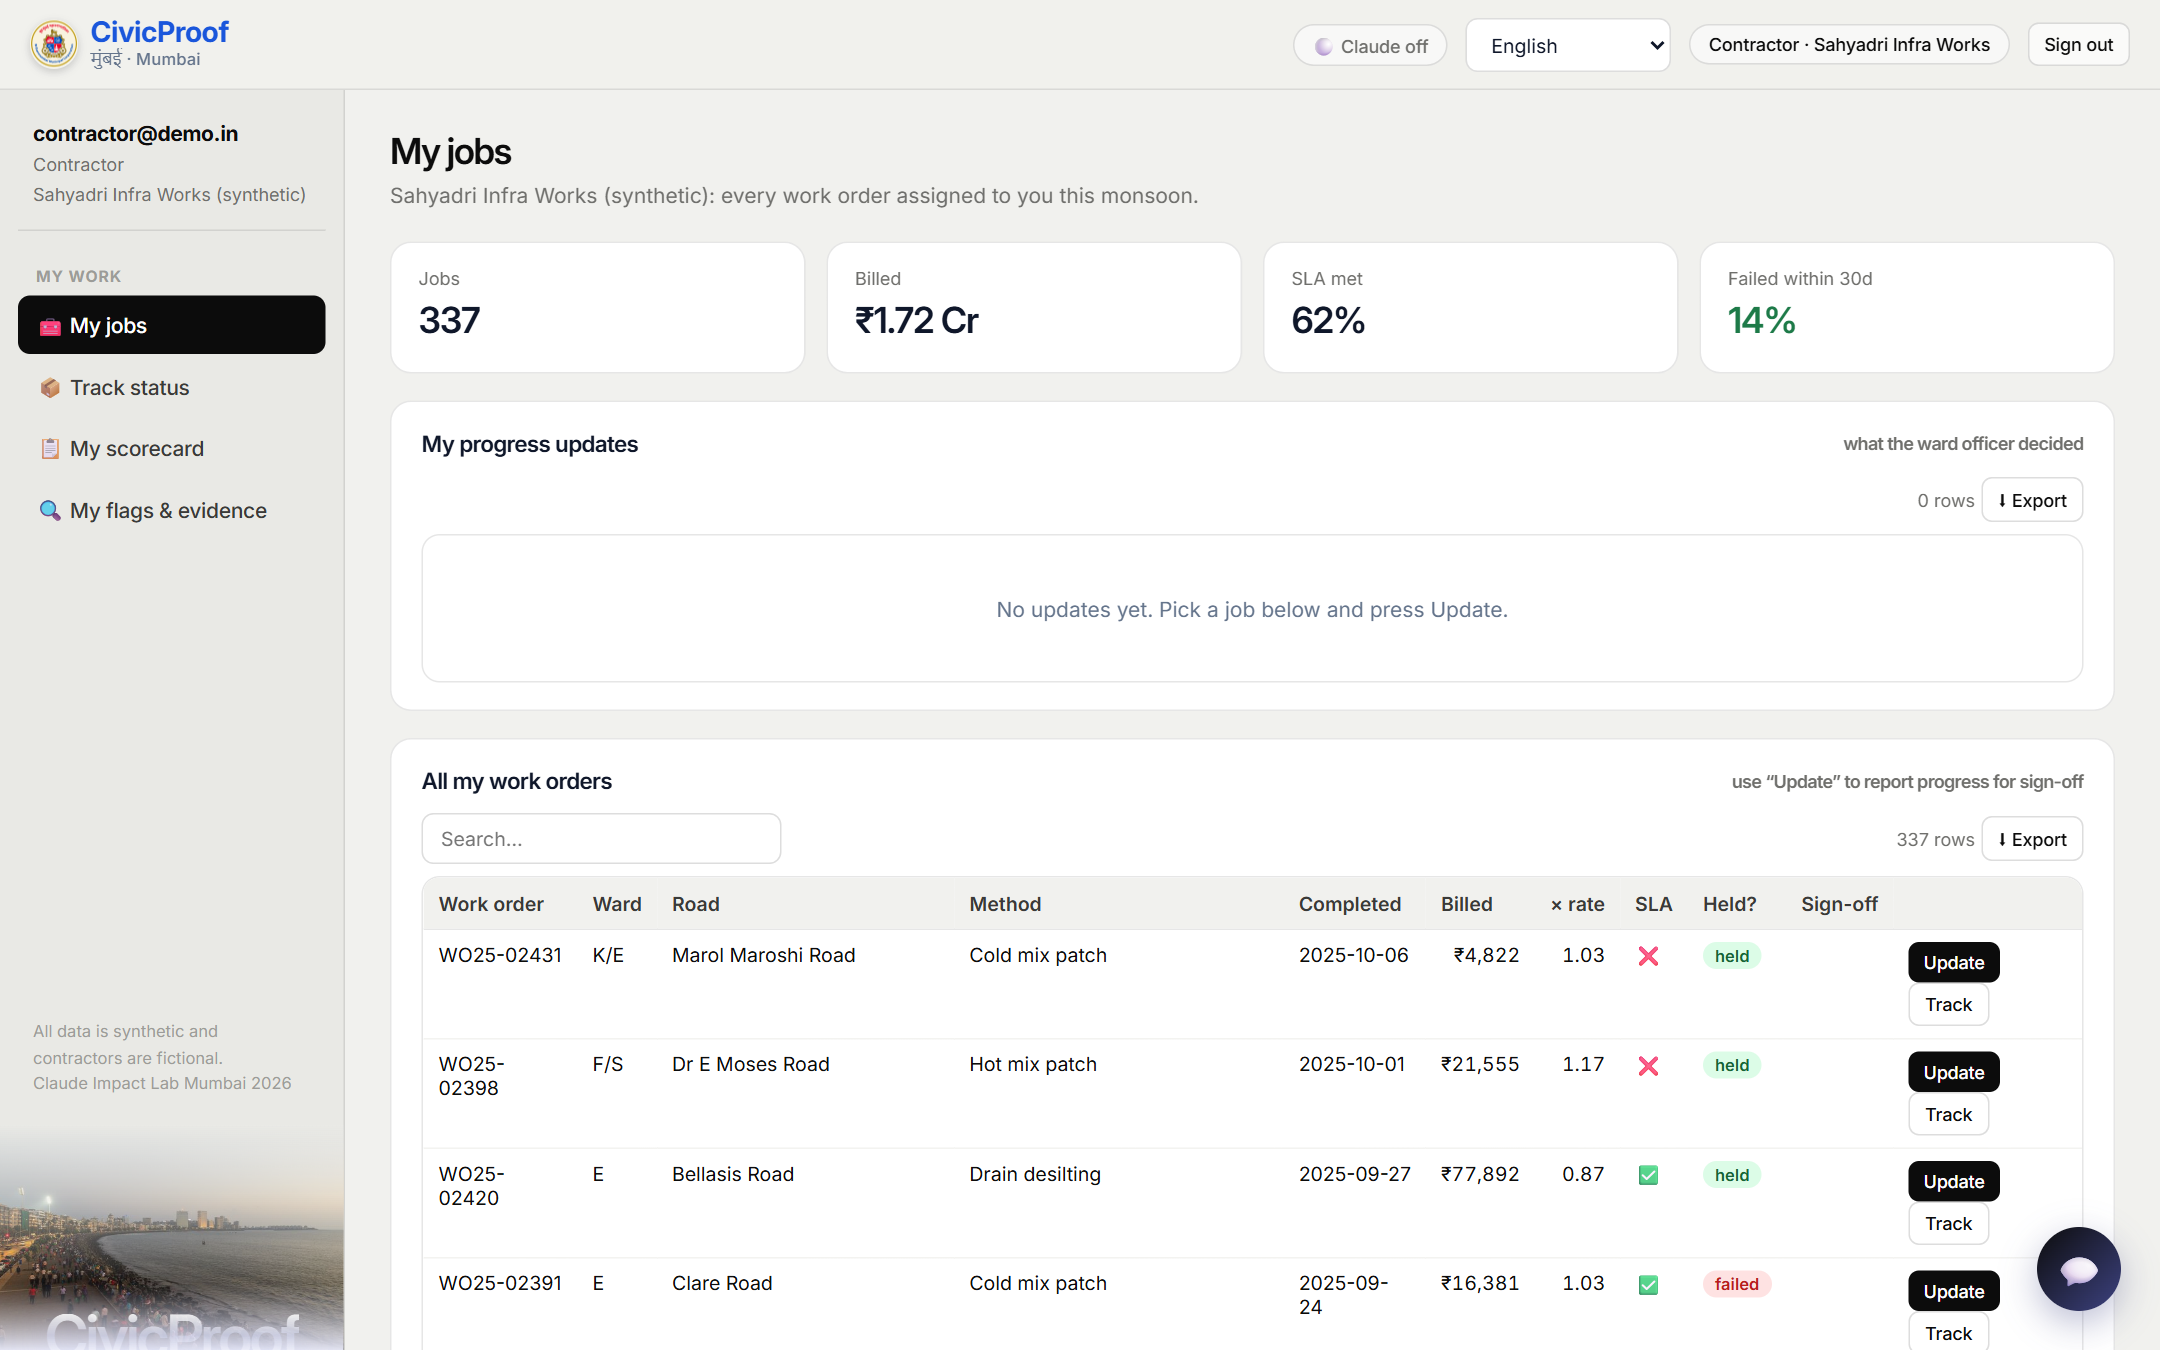 CivicProof
मुंबई · Mumbai
Claude off
English
Contractor · Sahyadri Infra Works
Sign out
contractor@demo.in
Contractor
Sahyadri Infra Works (synthetic)
MY WORK
My jobs
Track status
My scorecard
My flags & evidence
All data is synthetic and
contractors are fictional.
Claude Impact Lab Mumbai 2026
CivicProof
My jobs
Sahyadri Infra Works (synthetic): every work order assigned to you this monsoon.
Jobs
337
Billed
₹1.72 Cr
SLA met
62%
Failed within 30d
14%
My progress updates
what the ward officer decided
0 rows
⭳ Export
No updates yet. Pick a job below and press Update.
All my work orders
use “Update” to report progress for sign-off
Search...
337 rows
⭳ Export
Work order Ward Road Method Completed Billed × rate SLA Held? Sign-off
WO25-02431 K/E Marol Maroshi Road Cold mix patch 2025-10-06 ₹4,822 1.03 ❌ held Update
Track
WO25- F/S Dr E Moses Road Hot mix patch 2025-10-01 ₹21,555 1.17 ❌ held Update
02398
Track
WO25- E Bellasis Road Drain desilting 2025-09-27 ₹77,892 0.87 ✅ held Update
02420
Track
WO25-02391 E Clare Road Cold mix patch 2025-09- ₹16,381 1.03 ✅ failed Update
24
Track